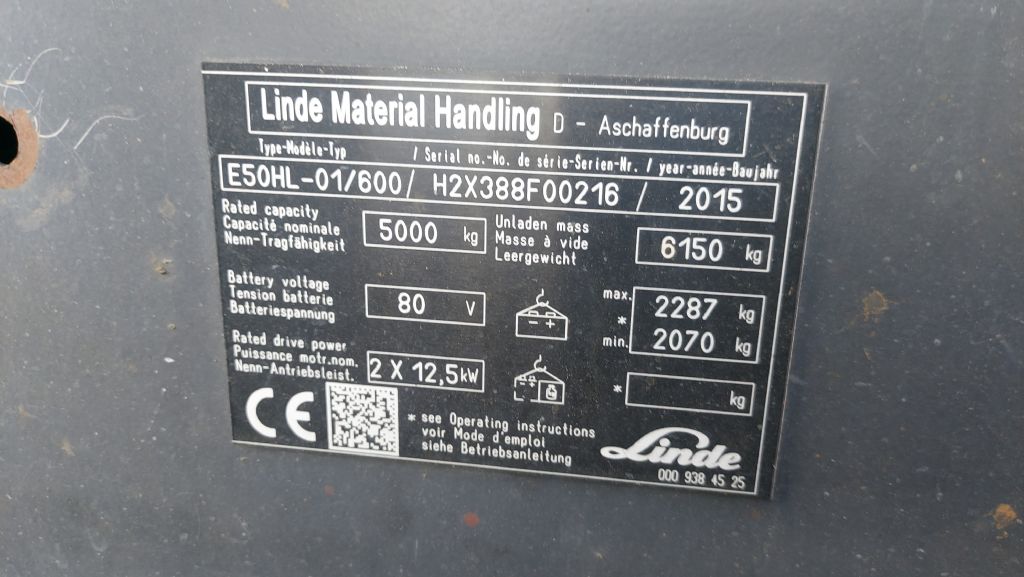 Linde Material Handling D - Aschaffenburg
Type-Modèle-Typ / Serial no.-No. de série-Serien-Nr. / year-année-Baujahr
E50HL-01/600 / H2X388F00216 / 2015
Rated capacity
Capacité nominale
Nenn-Tragfähigkeit
5000 kg
Unladen mass
Masse à vide
Leergewicht
6150 kg
Battery voltage
Tension batterie
Batteriespannung
80 V
- +
max. 2287 kg
*
min. 2070 kg
Rated drive power
Puissance motr.nom.
Nenn-Antriebsleist.
2 X 12,5 kW
* kg
CE
* see Operating instructions
voir Mode d'emploi
siehe Betriebsanleitung
Linde
000 938 45 25